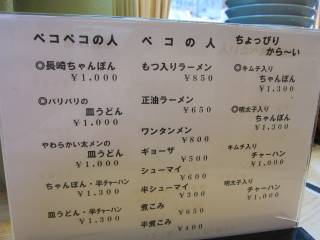 ペコペコの人
◎長崎ちゃんぽん
￥1.000
◎パリパリの
皿うどん
￥1.000
やわらかい太メンの
皿うどん
￥1.000
ちゃんぽん・半チャーハン
￥1.300
皿うどん・半チャーハン
￥1.300
ペコの人
もつ入りラーメン
￥850
正油ラーメン
￥650
ワンタンメン
￥800
ギョーザ
￥500
シューマイ
￥600
半シューマイ
￥300
煮こみ
￥650
半煮こみ
￥400
ちょっぴり
から～い
◎キムチ入り
ちゃんぽん
￥1.300
◎明太子入り
ちゃんぽん
￥1.300
キムチ入り
チャーハン
￥1.000
明太子入り
チャーハン
￥1.000